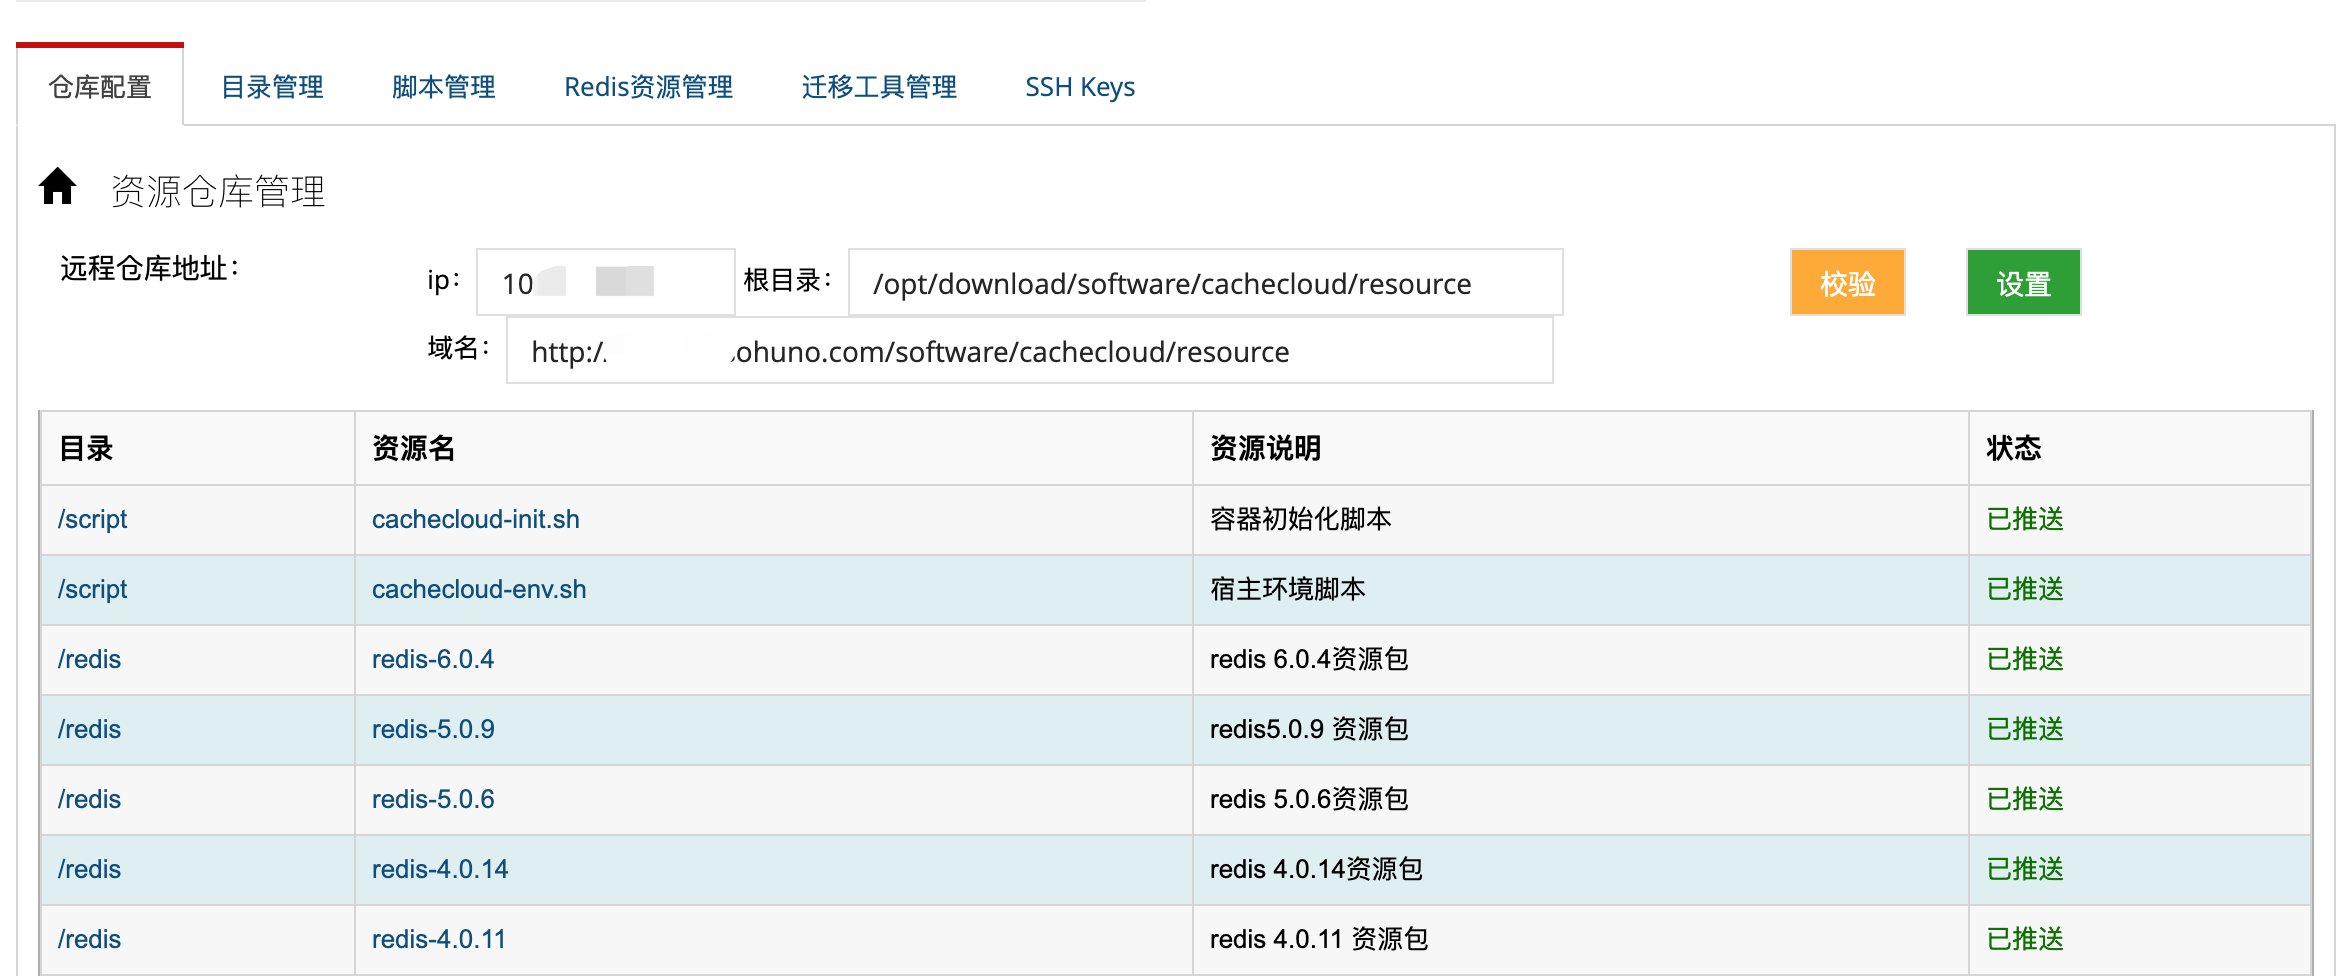 仓库配置 目录管理 脚本管理 Redis资源管理 迁移工具管理 SSH Keys
资源仓库管理
远程仓库地址： ip： 10 根目录： /opt/download/software/cachecloud/resource 校验 设置
域名： http:/ ohuno.com/software/cachecloud/resource
目录 资源名 资源说明 状态
/script cachecloud-init.sh 容器初始化脚本 已推送
/script cachecloud-env.sh 宿主环境脚本 已推送
/redis redis-6.0.4 redis 6.0.4资源包 已推送
/redis redis-5.0.9 redis5.0.9 资源包 已推送
/redis redis-5.0.6 redis 5.0.6资源包 已推送
/redis redis-4.0.14 redis 4.0.14资源包 已推送
/redis redis-4.0.11 redis 4.0.11 资源包 已推送